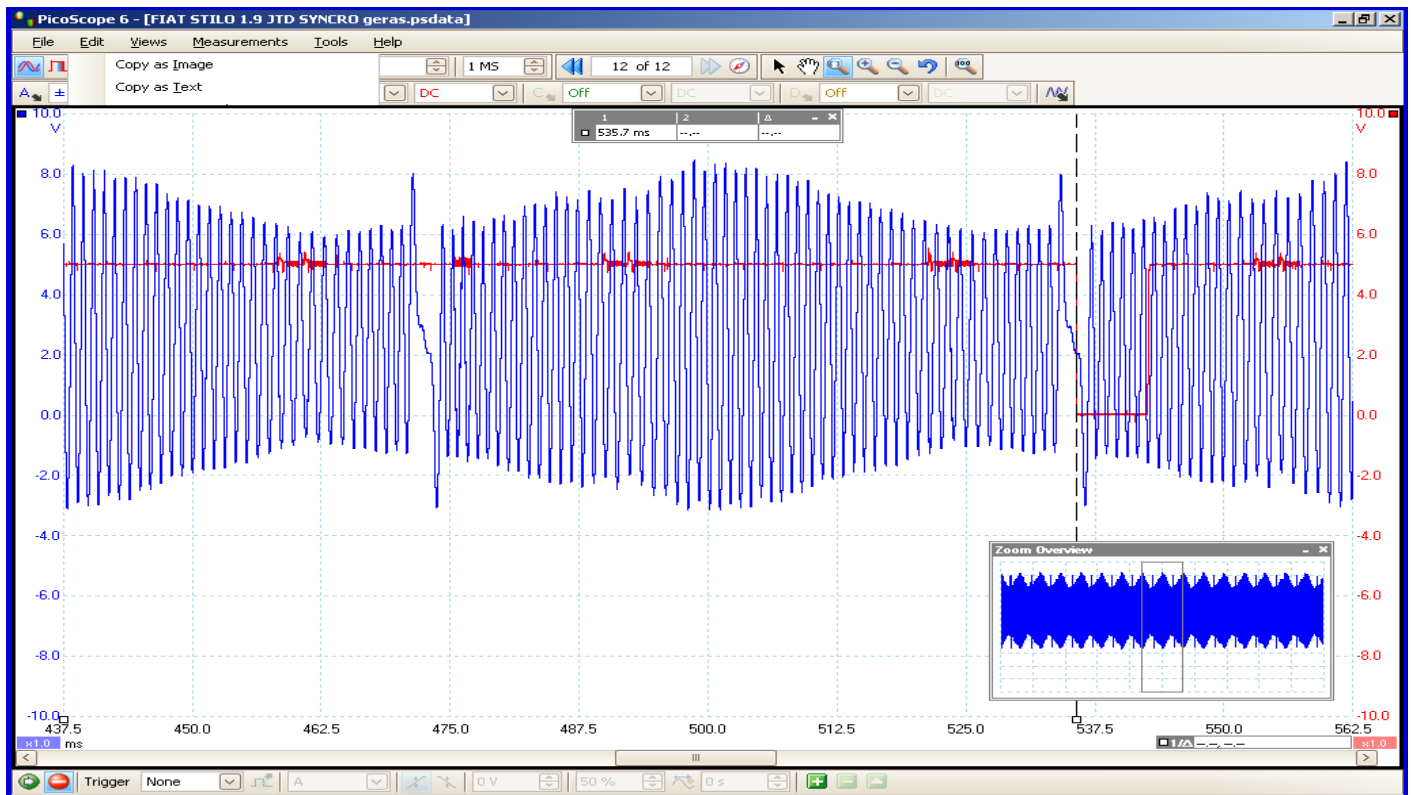 PicoScope 6 - [FIAT STILO 1.9 JTD SYNCRO geras.psdata]
File Edit Views Measurements Tools Help
Copy as Image
1 MS 12 of 12
Copy as Text
A DC C Off DC D Off DC
10.0 10.0
V V
1 2 Δ
535.7 ms --.-- --.--
8.0 8.0
6.0 6.0
4.0 4.0
2.0 2.0
0.0 0.0
-2.0 -2.0
-4.0 -4.0
Zoom Overview
-6.0 -6.0
-8.0 -8.0
-10.0 -10.0
437.5 450.0 462.5 475.0 487.5 500.0 512.5 525.0 537.5 550.0 562.5
x1.0 ms 1/Δ --.--, --.-- x1.0
Trigger None A 0 V 50 % 0 s